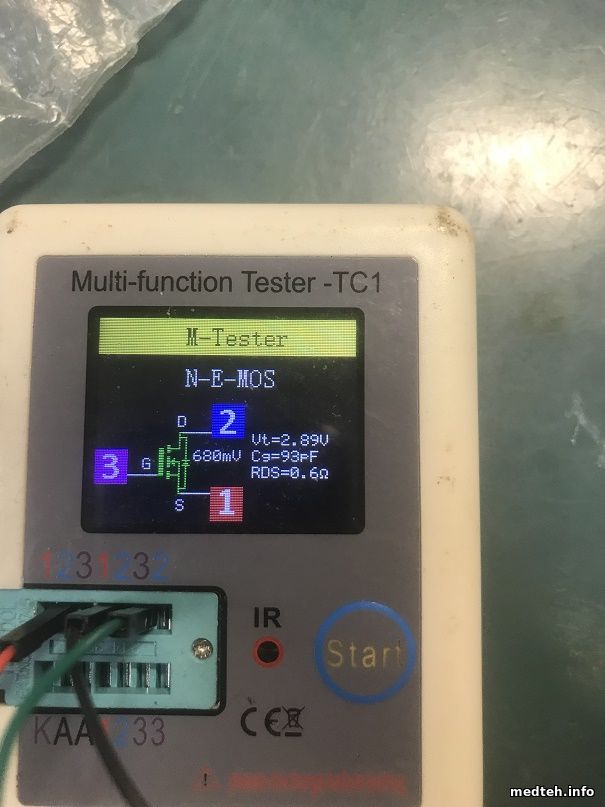 Multi-function Tester -TC1
M-Tester
N-E-MOS
D
2
Vt=2.89V
3
G
680mV
Cg=93pF
RDS=0.6Ω
S
1
1231232
IR
Start
KAA1233
CE
medteh.info